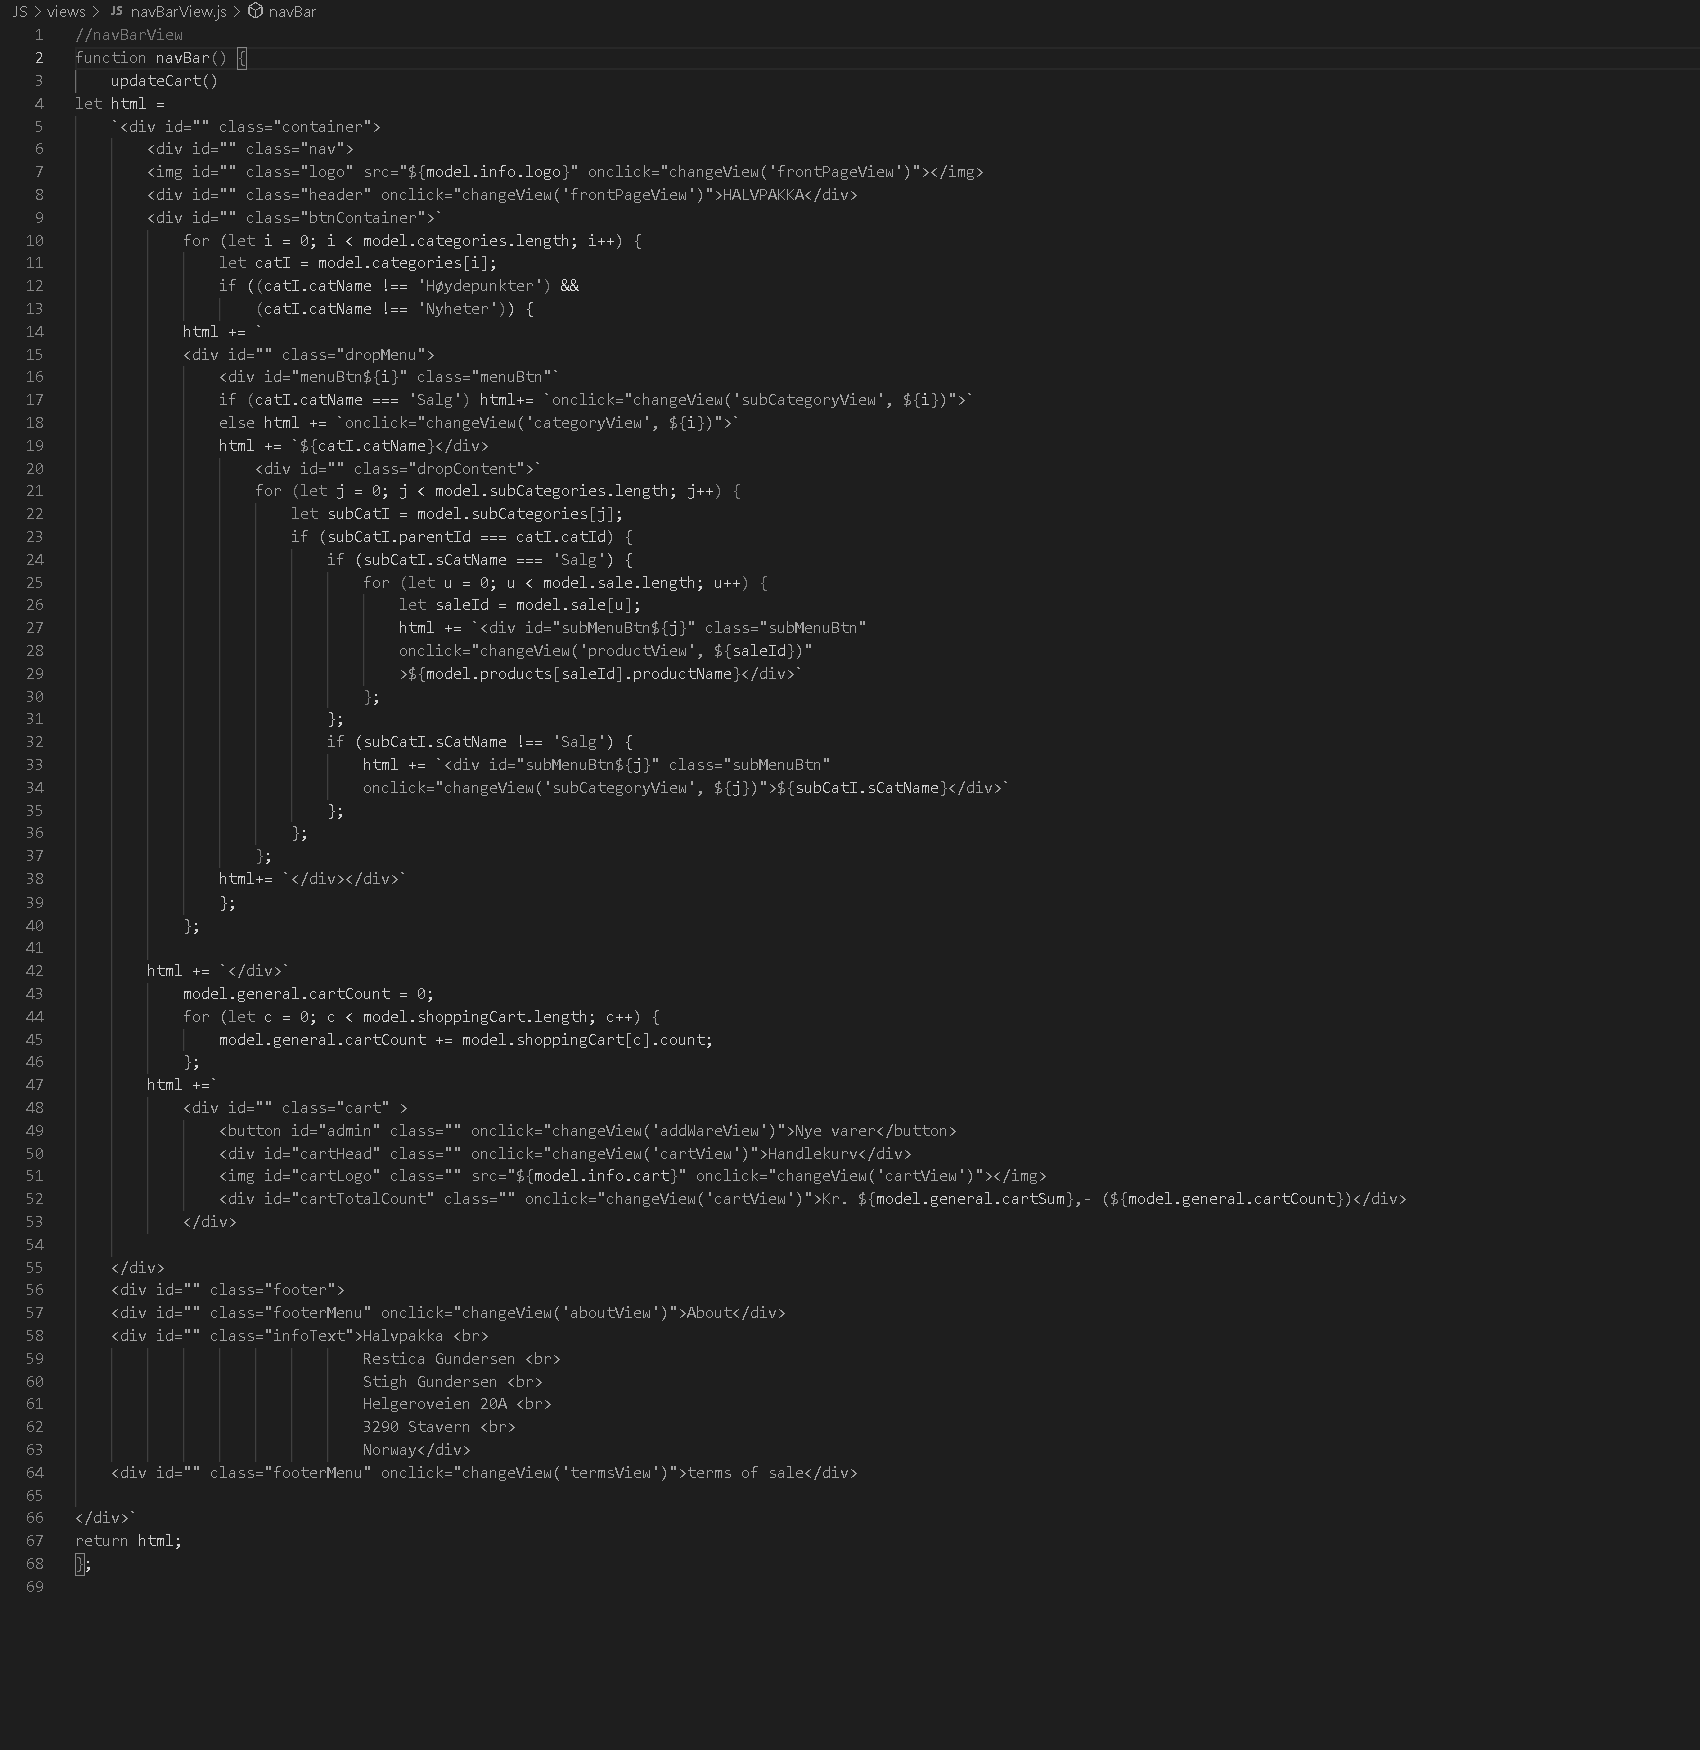 JS > views > JS navBarView.js > navBar
1 //navBarView
2 function navBar() {
3 updateCart()
4 let html =
5 `<div id="" class="container">
6 <div id="" class="nav">
7 <img id="" class="logo" src="${model.info.logo}" onclick="changeView('frontPageView')"></img>
8 <div id="" class="header" onclick="changeView('frontPageView')">HALVPAKKA</div>
9 <div id="" class="btnContainer">`
10 for (let i = 0; i < model.categories.length; i++) {
11 let catI = model.categories[i];
12 if ((catI.catName !== 'Høydepunkter') &&
13 (catI.catName !== 'Nyheter')) {
14 html += `
15 <div id="" class="dropMenu">
16 <div id="menuBtn${i}" class="menuBtn"`
17 if (catI.catName === 'Salg') html+= `onclick="changeView('subCategoryView', ${i})">`
18 else html += `onclick="changeView('categoryView', ${i})">`
19 html += `${catI.catName}</div>
20 <div id="" class="dropContent">`
21 for (let j = 0; j < model.subCategories.length; j++) {
22 let subCatI = model.subCategories[j];
23 if (subCatI.parentId === catI.catId) {
24 if (subCatI.sCatName === 'Salg') {
25 for (let u = 0; u < model.sale.length; u++) {
26 let saleId = model.sale[u];
27 html += `<div id="subMenuBtn${j}" class="subMenuBtn"
28 onclick="changeView('productView', ${saleId})"
29 >${model.products[saleId].productName}</div>`
30 };
31 };
32 if (subCatI.sCatName !== 'Salg') {
33 html += `<div id="subMenuBtn${j}" class="subMenuBtn"
34 onclick="changeView('subCategoryView', ${j})">${subCatI.sCatName}</div>`
35 };
36 };
37 };
38 html+= `</div></div>`
39 };
40 };
41
42 html += `</div>`
43 model.general.cartCount = 0;
44 for (let c = 0; c < model.shoppingCart.length; c++) {
45 model.general.cartCount += model.shoppingCart[c].count;
46 };
47 html +=`
48 <div id="" class="cart" >
49 <button id="admin" class="" onclick="changeView('addWareView')">Nye varer</button>
50 <div id="cartHead" class="" onclick="changeView('cartView')">Handlekurv</div>
51 <img id="cartLogo" class="" src="${model.info.cart}" onclick="changeView('cartView')"></img>
52 <div id="cartTotalCount" class="" onclick="changeView('cartView')">Kr. ${model.general.cartSum},- (${model.general.cartCount})</div>
53 </div>
54
55 </div>
56 <div id="" class="footer">
57 <div id="" class="footerMenu" onclick="changeView('aboutView')">About</div>
58 <div id="" class="infoText">Halvpakka <br>
59 Restica Gundersen <br>
60 Stigh Gundersen <br>
61 Helgeroveien 20A <br>
62 3290 Stavern <br>
63 Norway</div>
64 <div id="" class="footerMenu" onclick="changeView('termsView')">terms of sale</div>
65
66 </div>`
67 return html;
68 };
69